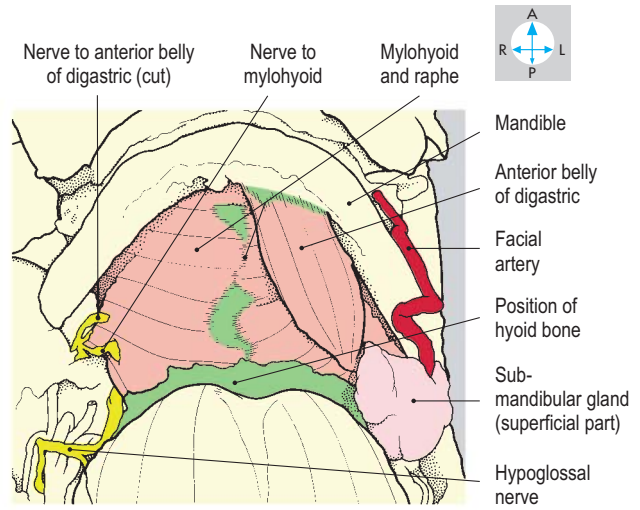 Nerve to anterior belly
of digastric (cut)
Nerve to
mylohyoid
Mylohyoid
and raphe
A
R
L
P
Mandible
Anterior belly
of digastric
Facial
artery
Position of
hyoid bone
Sub-
mandibular gland
(superficial part)
Hypoglossal
nerve